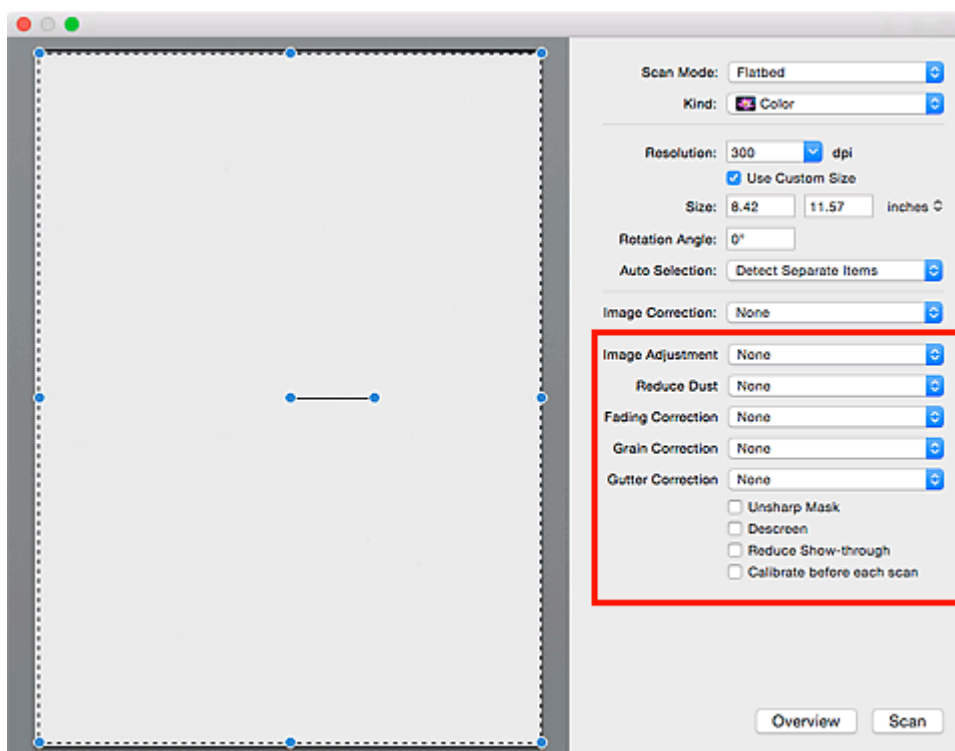 Scan Mode: Flatbed
Kind: Color
Resolution: 300 dpi
Use Custom Size
Size: 8.42 11.57 inches
Rotation Angle: 0°
Auto Selection: Detect Separate Items
Image Correction: None
Image Adjustment None
Reduce Dust None
Fading Correction None
Grain Correction None
Gutter Correction None
Unsharp Mask
Descreen
Reduce Show-through
Calibrate before each scan
Overview Scan